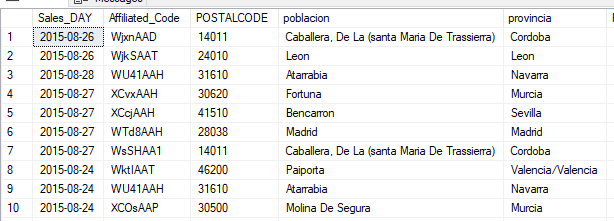 Messages
Sales_DAY Affiliated_Code POSTALCODE poblacion provincia
1 2015-08-26 WjxnAAD 14011 Caballera, De La (santa Maria De Trassierra) Cordoba
2 2015-08-26 WjkSAAT 24010 Leon Leon
3 2015-08-28 WU41AAH 31610 Atarrabia Navarra
4 2015-08-27 XCvxAAH 30620 Fortuna Murcia
5 2015-08-27 XCcjAAH 41510 Bencarron Sevilla
6 2015-08-27 WTd8AAH 28038 Madrid Madrid
7 2015-08-27 WsSHAA1 14011 Caballera, De La (santa Maria De Trassierra) Cordoba
8 2015-08-24 WktIAAT 46200 Paiporta Valencia/Valencia
9 2015-08-24 WU41AAH 31610 Atarrabia Navarra
10 2015-08-24 XCOsAAP 30500 Molina De Segura Murcia